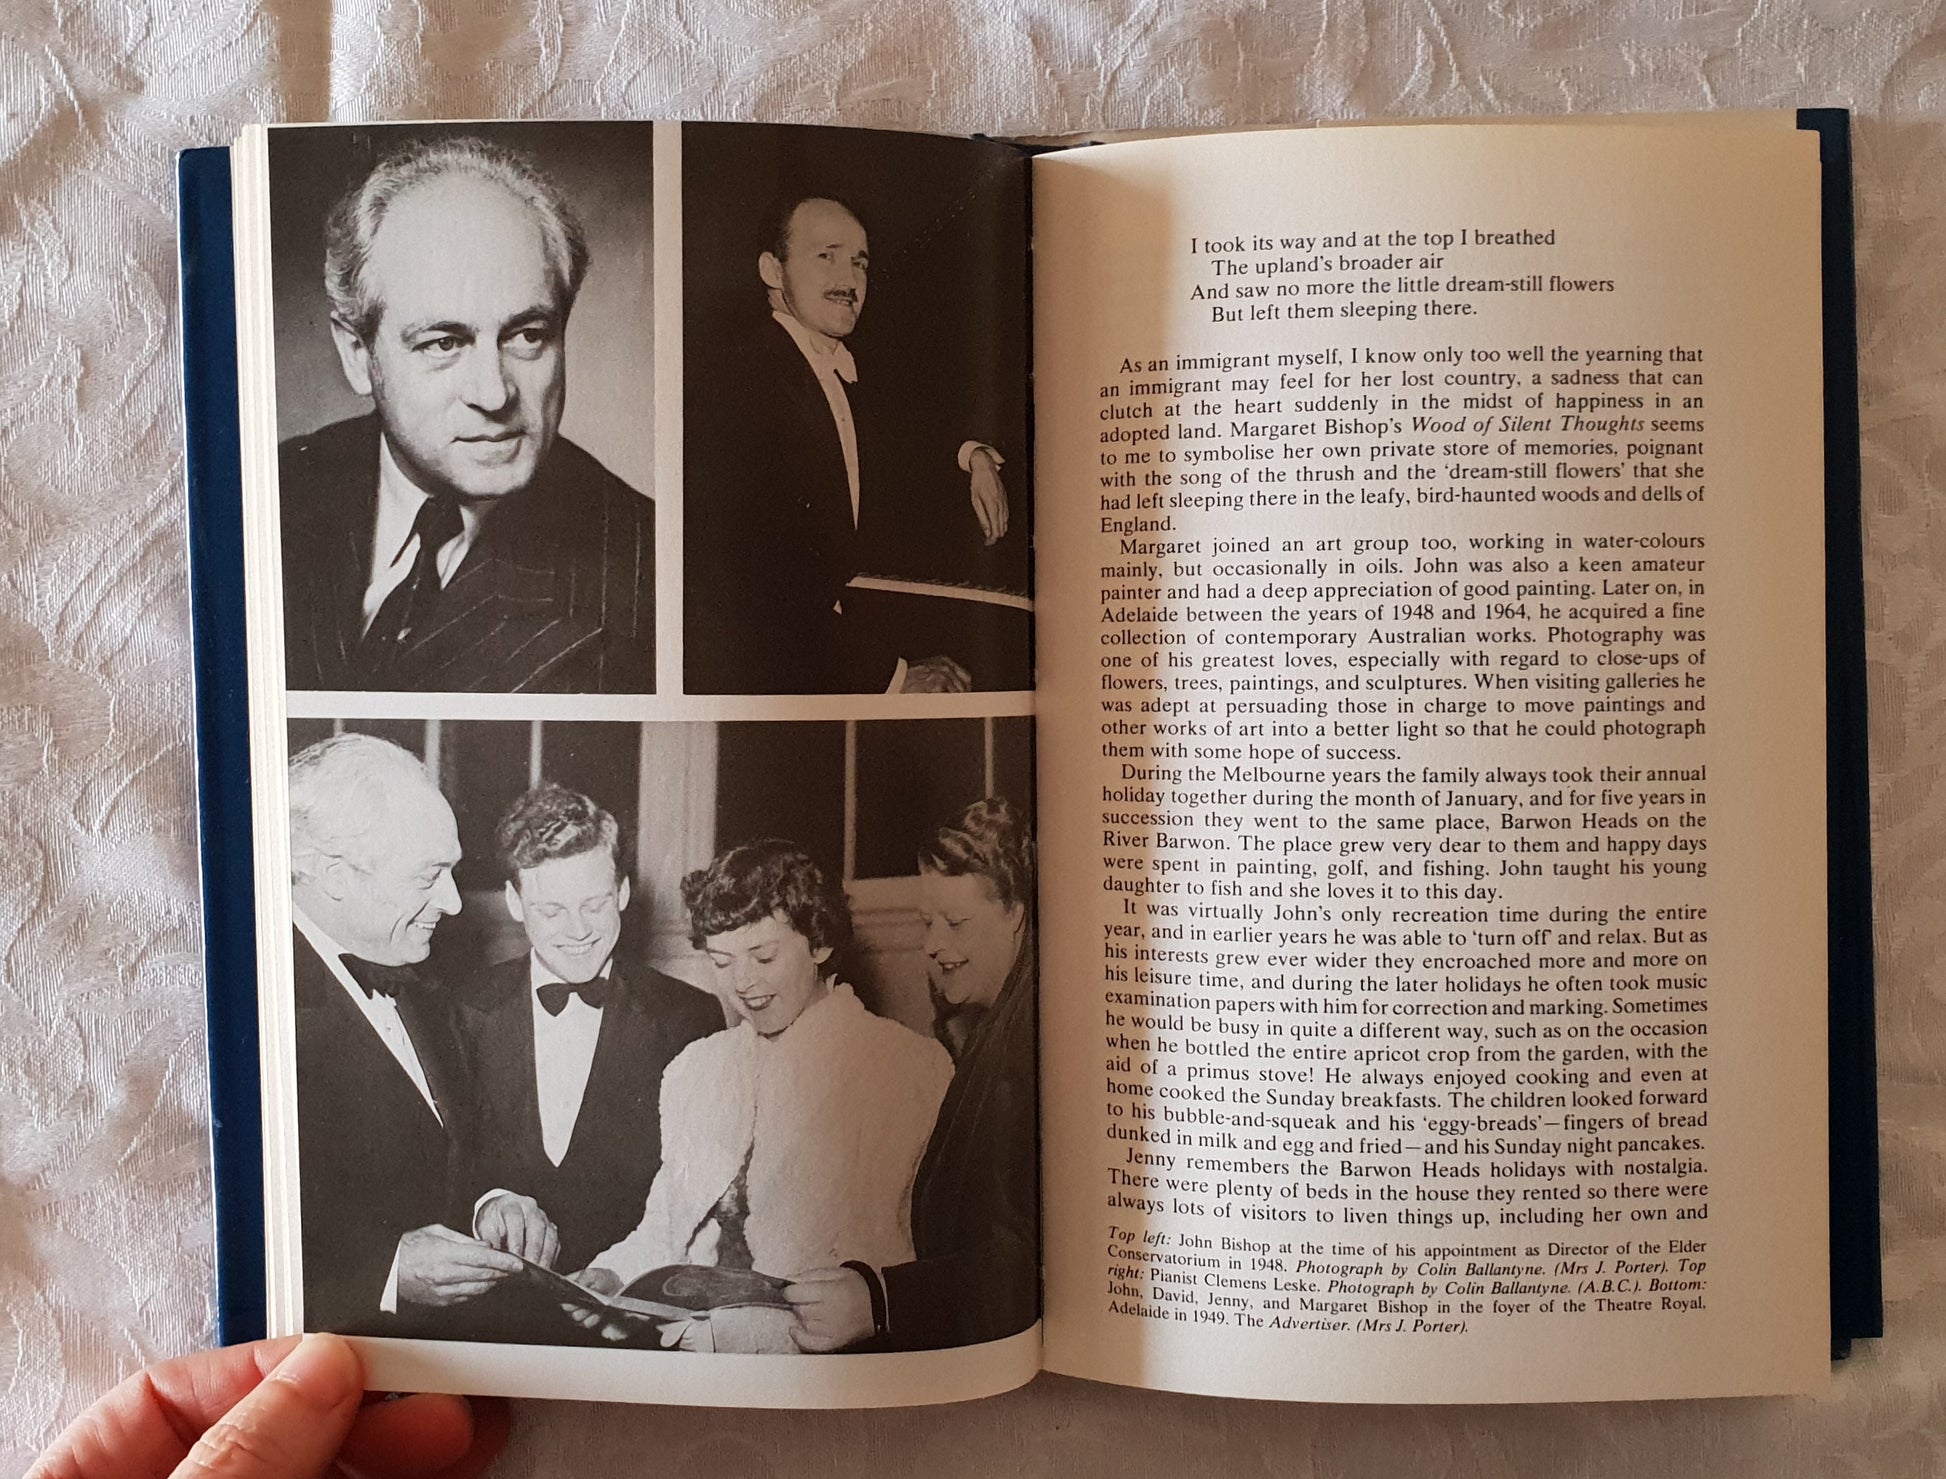 I took its way and at the top I breathed
The upland's broader air
And saw no more the little dream-still flowers
But left them sleeping there.
As an immigrant myself, I know only too well the yearning that
an immigrant may feel for her lost country, a sadness that can
clutch at the heart suddenly in the midst of happiness in an
adopted land. Margaret Bishop's Wood of Silent Thoughts seems
to me to symbolise her own private store of memories, poignant
with the song of the thrush and the 'dream-still flowers' that she
had left sleeping there in the leafy, bird-haunted woods and dells of
England.
Margaret joined an art group too, working in water-colours
mainly, but occasionally in oils. John was also a keen amateur
painter and had a deep appreciation of good painting. Later on, in
Adelaide between the years of 1948 and 1964, he acquired a fine
collection of contemporary Australian works. Photography was
one of his greatest loves, especially with regard to close-ups of
flowers, trees, paintings, and sculptures. When visiting galleries he
was adept at persuading those in charge to move paintings and
other works of art into a better light so that he could photograph
them with some hope of success.
During the Melbourne years the family always took their annual
holiday together during the month of January, and for five years in
succession they went to the same place, Barwon Heads on the
River Barwon. The place grew very dear to them and happy days
were spent in painting, golf, and fishing. John taught his young
daughter to fish and she loves it to this day.
It was virtually John's only recreation time during the entire
year, and in earlier years he was able to 'turn off' and relax. But as
his interests grew ever wider they encroached more and more on
his leisure time, and during the later holidays he often took music
examination papers with him for correction and marking. Sometimes
he would be busy in quite a different way, such as on the occasion
when he bottled the entire apricot crop from the garden, with the
aid of a primus stove! He always enjoyed cooking and even at
home cooked the Sunday breakfasts. The children looked forward
to his bubble-and-squeak and his 'eggy-breads'—fingers of bread
dunked in milk and egg and fried—and his Sunday night pancakes.
Jenny remembers the Barwon Heads holidays with nostalgia.
There were plenty of beds in the house they rented so there were
always lots of visitors to liven things up, including her own and
Top left: John Bishop at the time of his appointment as Director of the Elder
Conservatorium in 1948. Photograph by Colin Ballantyne. (Mrs J. Porter). Top
right: Pianist Clemens Leske. Photograph by Colin Ballantyne. (A.B.C.). Bottom:
John, David, Jenny, and Margaret Bishop in the foyer of the Theatre Royal,
Adelaide in 1949. The Advertiser. (Mrs J. Porter).